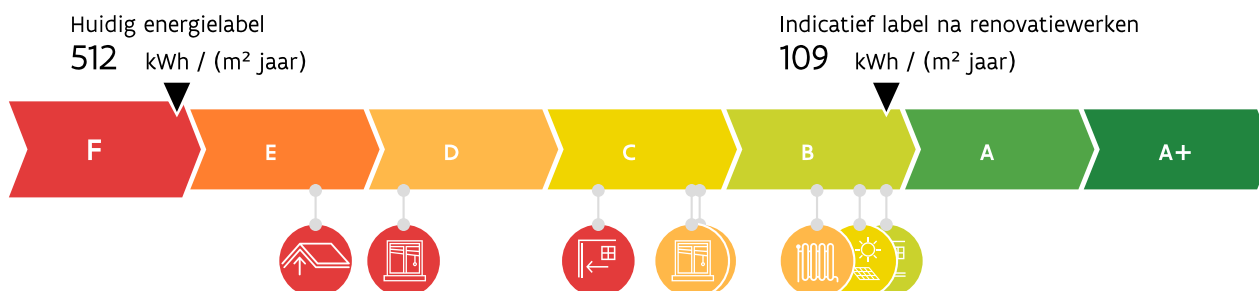 Huidig energielabel
512 kWh / (m² jaar)
Indicatief label na renovatiewerken
109 kWh / (m² jaar)
F E D C B A A+